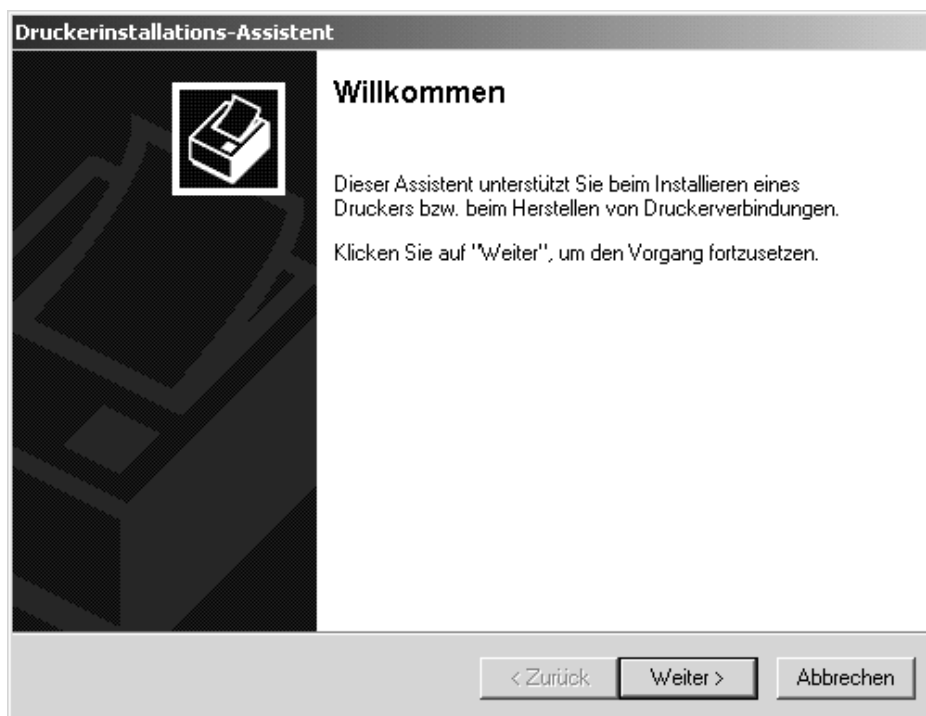 Druckerinstallations-Assistent
Willkommen
Dieser Assistent unterstützt Sie beim Installieren eines
Druckers bzw. beim Herstellen von Druckerverbindungen.
Klicken Sie auf "Weiter", um den Vorgang fortzusetzen.
< Zurück
Weiter >
Abbrechen